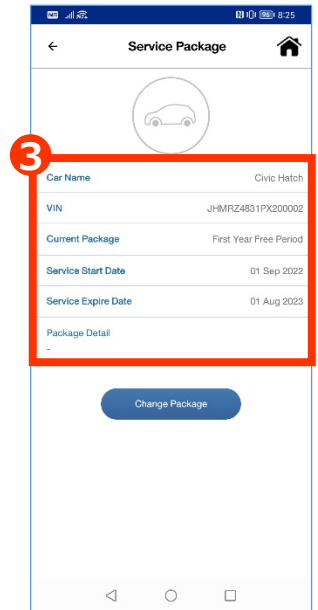 96 8:25
Service Package
3
Car Name Civic Hatch
VIN JHMRZ4831PX200002
Current Package First Year Free Period
Service Start Date 01 Sep 2022
Service Expire Date 01 Aug 2023
Package Detail
-
Change Package